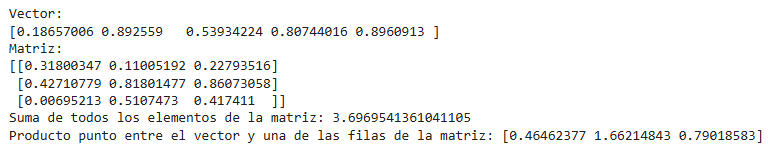 Vector:
[0.18657006 0.892559   0.53934224 0.80744016 0.8960913 ]
Matriz:
[[0.31800347 0.11005192 0.22793516]
 [0.42710779 0.81801477 0.86073058]
 [0.00695213 0.5107473  0.417411  ]]
Suma de todos los elementos de la matriz: 3.6969541361041105
Producto punto entre el vector y una de las filas de la matriz: [0.46462377 1.66214843 0.79018583]